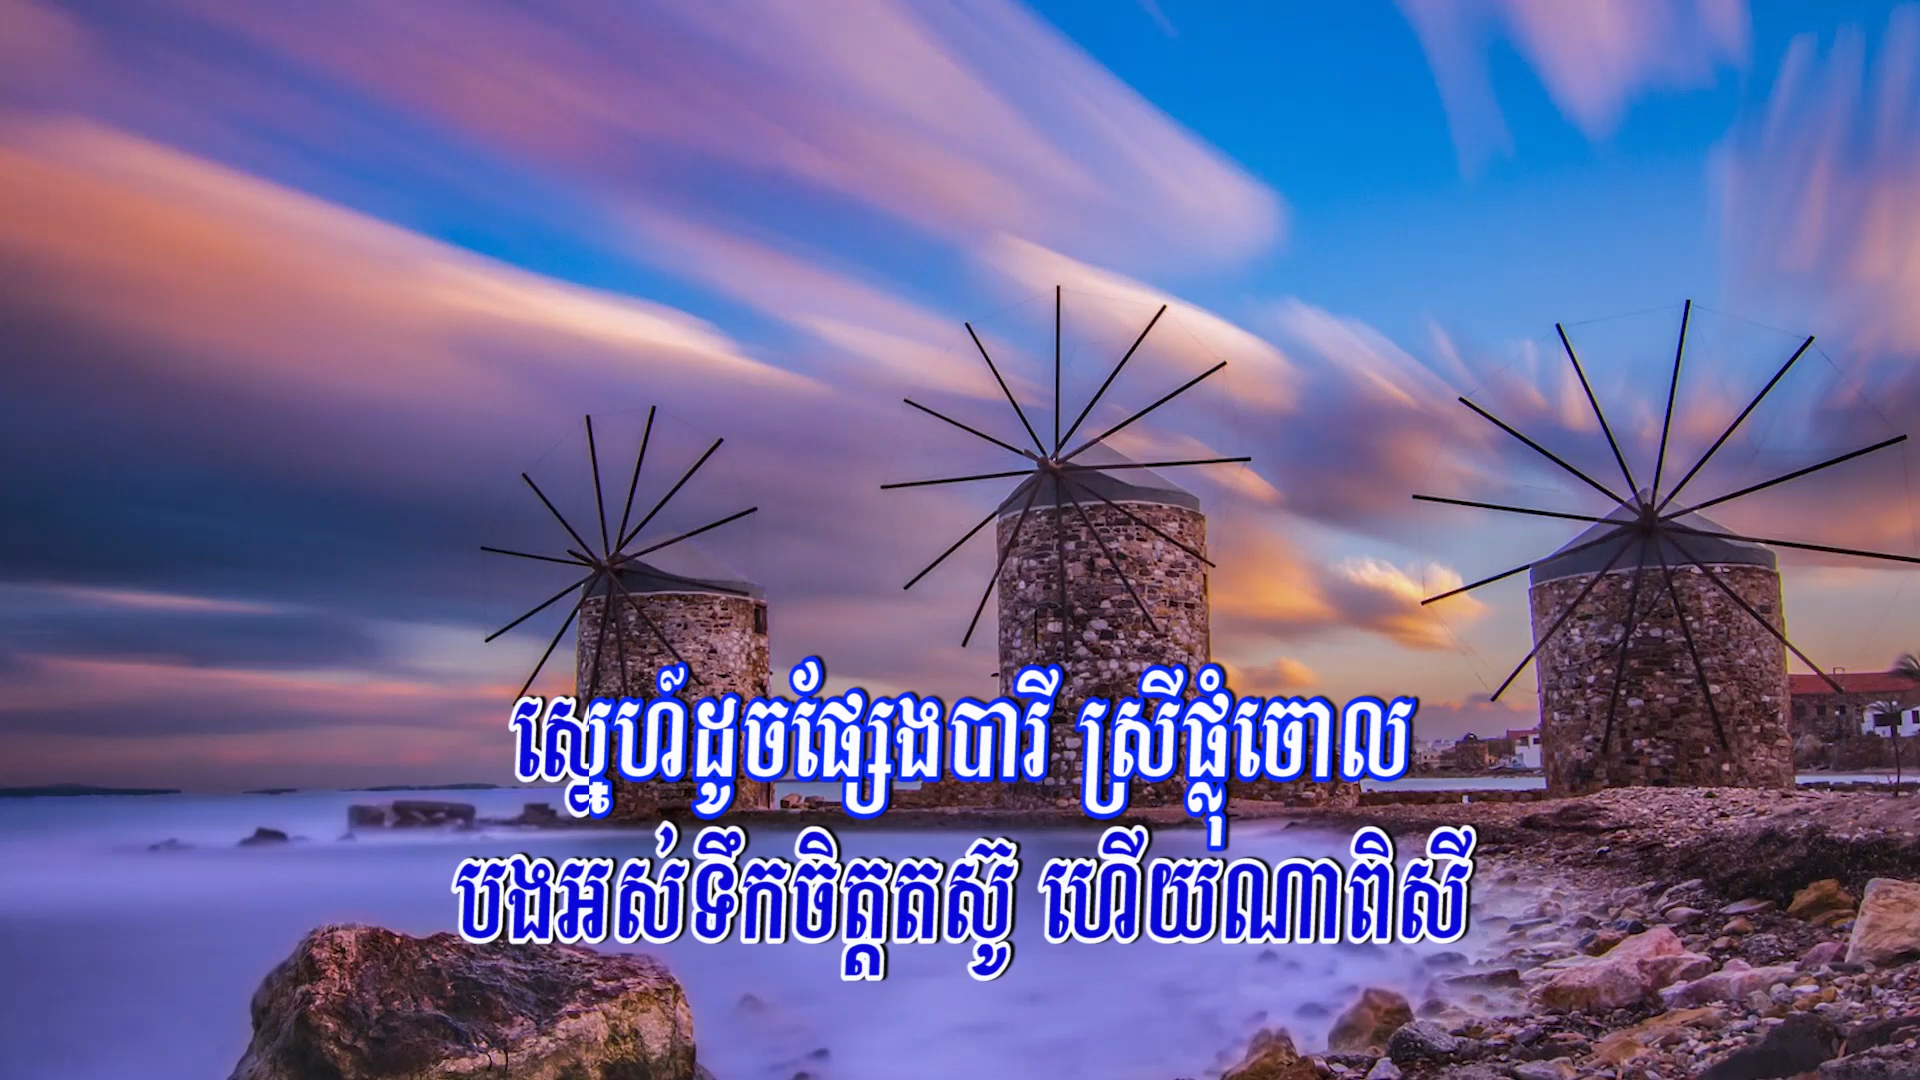 ស្នេហ៍ដូចផ្សែងបារី ស្រីផ្លុំចោល
បងអស់ទឹកចិត្តតស៊ូ ហើយណាពិសី